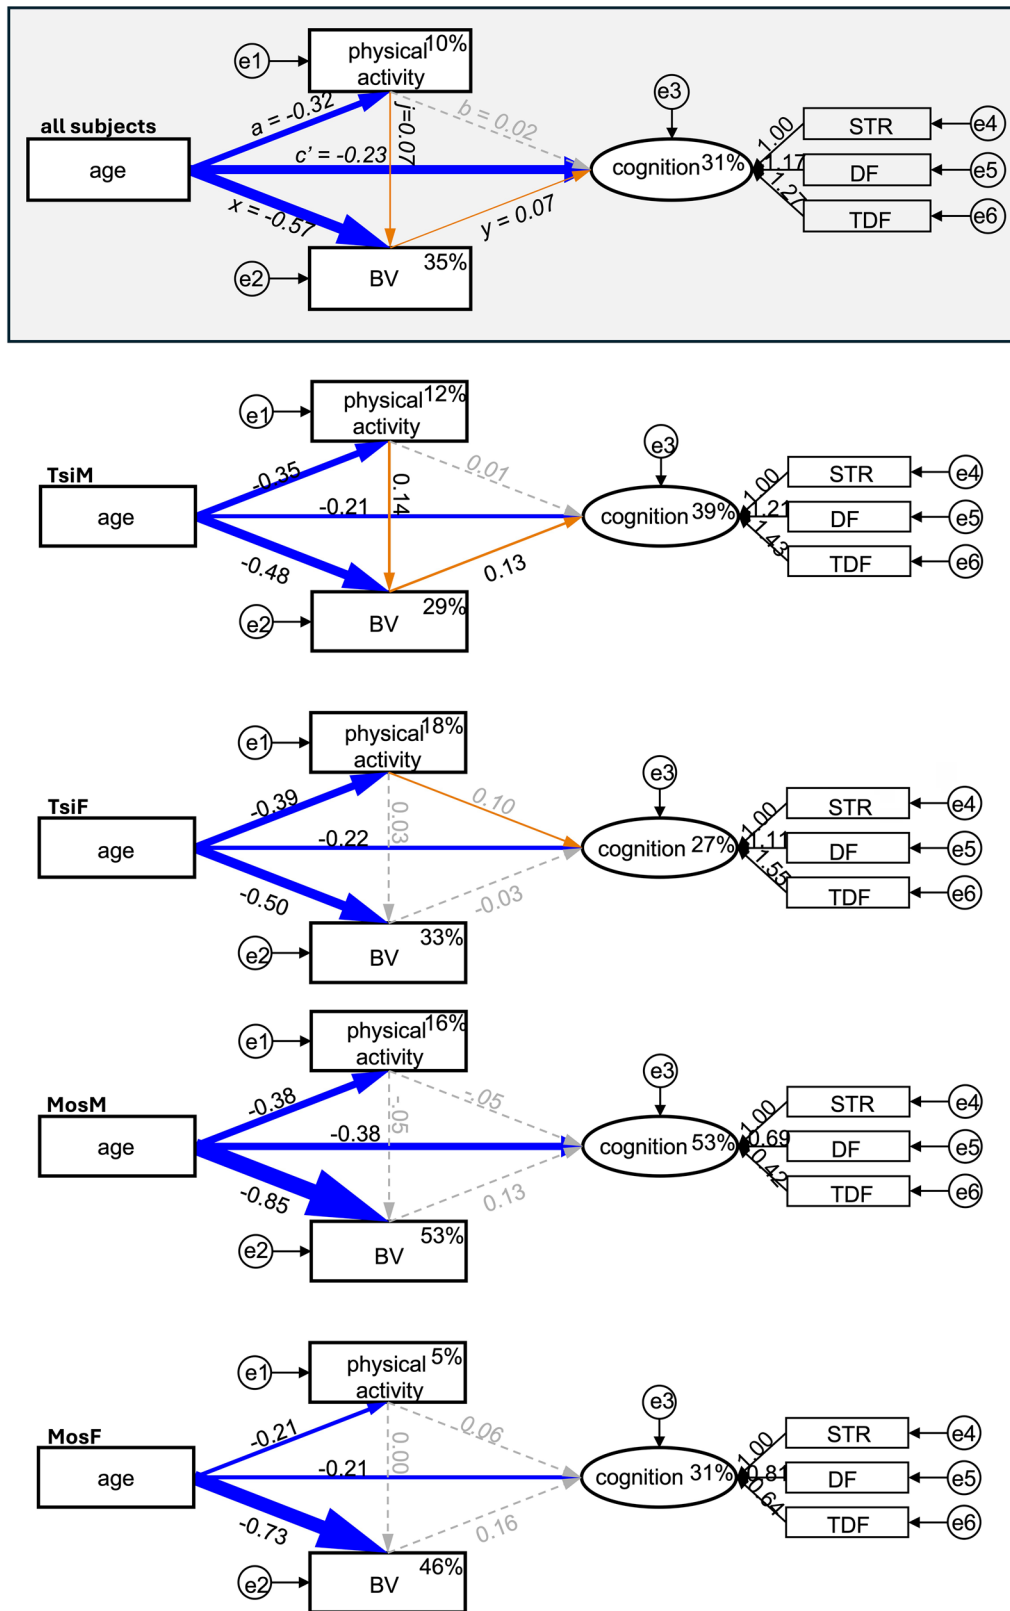 physical 10%
activity
e1
e3
a = -0.32
b = 0.02
j=0.07
all subjects
age
c' = -0.23
cognition 31%
1.00
1.17
1.27
STR
e4
DF
e5
TDF
e6
x = -0.57
y = 0.07
e2
35%
BV
physical 12%
activity
e1
e3
-0.35
0.01
0.14
TsiM
age
-0.21
cognition 39%
1.00
1.21
1.43
STR
e4
DF
e5
TDF
e6
-0.48
0.13
e2
29%
BV
physical 18%
activity
e1
e3
-0.39
0.10
0.03
TsiF
age
-0.22
cognition 27%
1.00
1.11
1.55
STR
e4
DF
e5
TDF
e6
-0.50
-0.03
e2
33%
BV
physical 16%
activity
e1
e3
-0.38
-.05
-.05
MosM
age
-0.38
cognition 53%
1.00
0.69
0.42
STR
e4
DF
e5
TDF
e6
-0.85
0.13
e2
53%
BV
physical 5%
activity
e1
e3
-0.21
0.06
0.00
MosF
age
-0.21
cognition 31%
1.00
0.81
0.64
STR
e4
DF
e5
TDF
e6
-0.73
0.16
e2
46%
BV